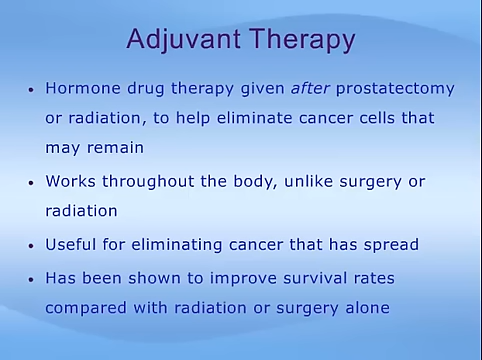 Adjuvant Therapy
• Hormone drug therapy given after prostatectomy
or radiation, to help eliminate cancer cells that
may remain
• Works throughout the body, unlike surgery or
radiation
• Useful for eliminating cancer that has spread
• Has been shown to improve survival rates
compared with radiation or surgery alone